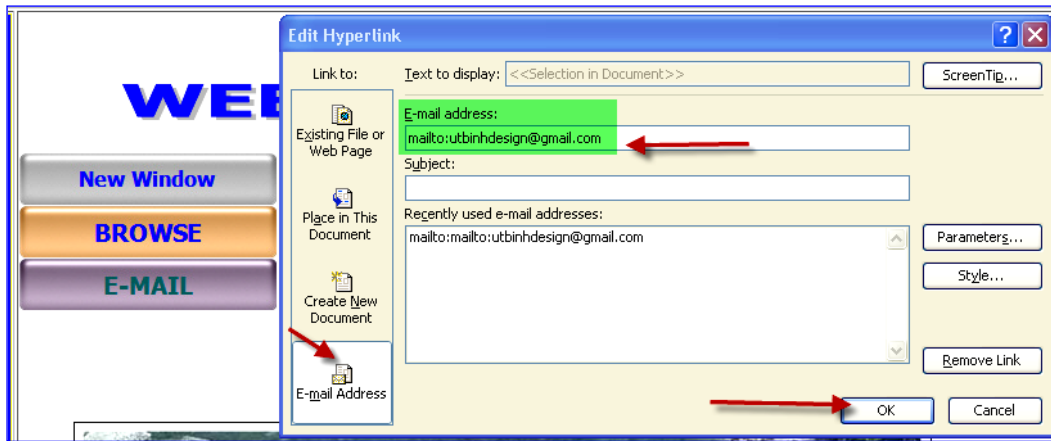 Edit Hyperlink
Link to:
Text to display:
<<Selection in Document>>
ScreenTip...
WEB
New Window
BROWSE
E-MAIL
Existing File or
Web Page
Place in This
Document
Create New
Document
E-mail Address
E-mail address:
mailto:utbinhdesign@gmail.com
Subject:
Recently used e-mail addresses:
mailto:mailto:utbinhdesign@gmail.com
Parameters...
Style...
Remove Link
OK
Cancel